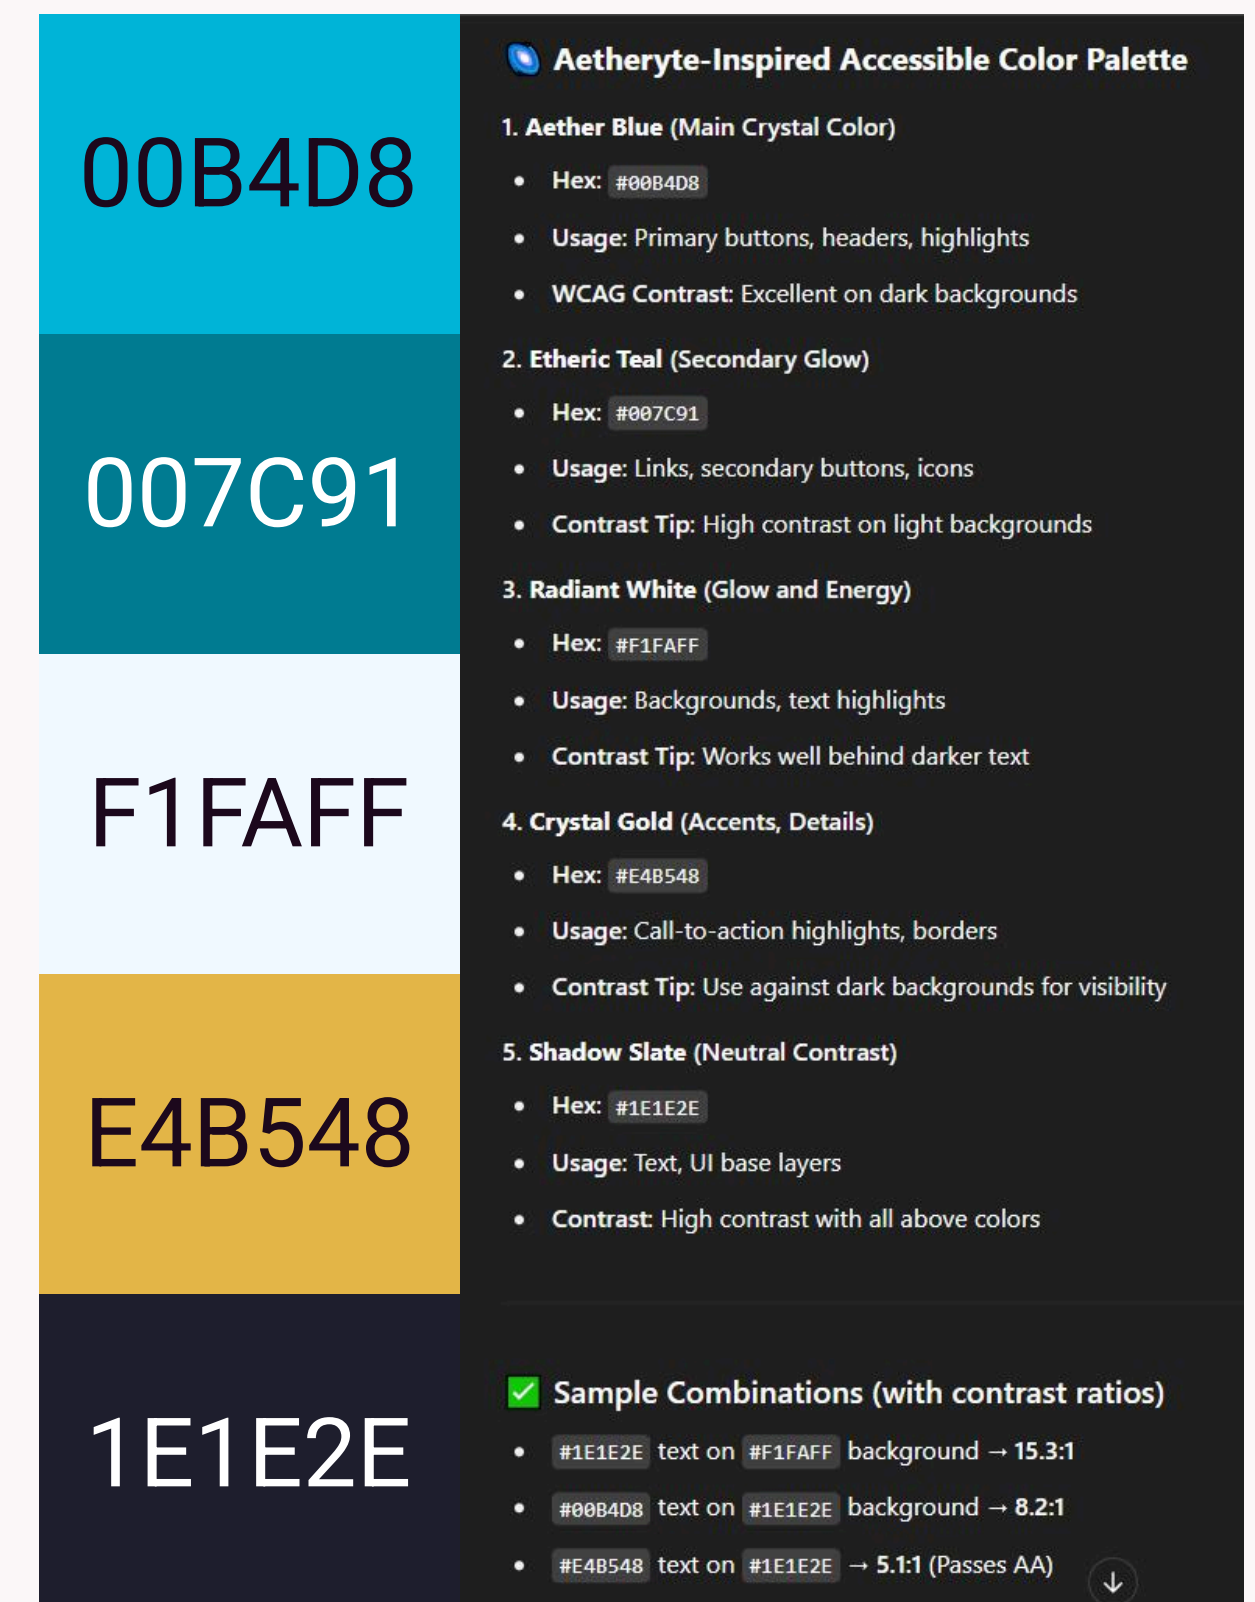 00B4D8
007C91
F1FAFF
E4B548
1E1E2E
Aetheryte-Inspired Accessible Color Palette
1. Aether Blue (Main Crystal Color)
• Hex: #00B4D8
• Usage: Primary buttons, headers, highlights
• WCAG Contrast: Excellent on dark backgrounds
2. Etheric Teal (Secondary Glow)
• Hex: #007C91
• Usage: Links, secondary buttons, icons
• Contrast Tip: High contrast on light backgrounds
3. Radiant White (Glow and Energy)
• Hex: #F1FAFF
• Usage: Backgrounds, text highlights
• Contrast Tip: Works well behind darker text
4. Crystal Gold (Accents, Details)
• Hex: #E4B548
• Usage: Call-to-action highlights, borders
• Contrast Tip: Use against dark backgrounds for visibility
5. Shadow Slate (Neutral Contrast)
• Hex: #1E1E2E
• Usage: Text, UI base layers
• Contrast: High contrast with all above colors
✅ Sample Combinations (with contrast ratios)
• #1E1E2E text on #F1FAFF background → 15.3:1
• #00B4D8 text on #1E1E2E background → 8.2:1
• #E4B548 text on #1E1E2E → 5.1:1 (Passes AA)